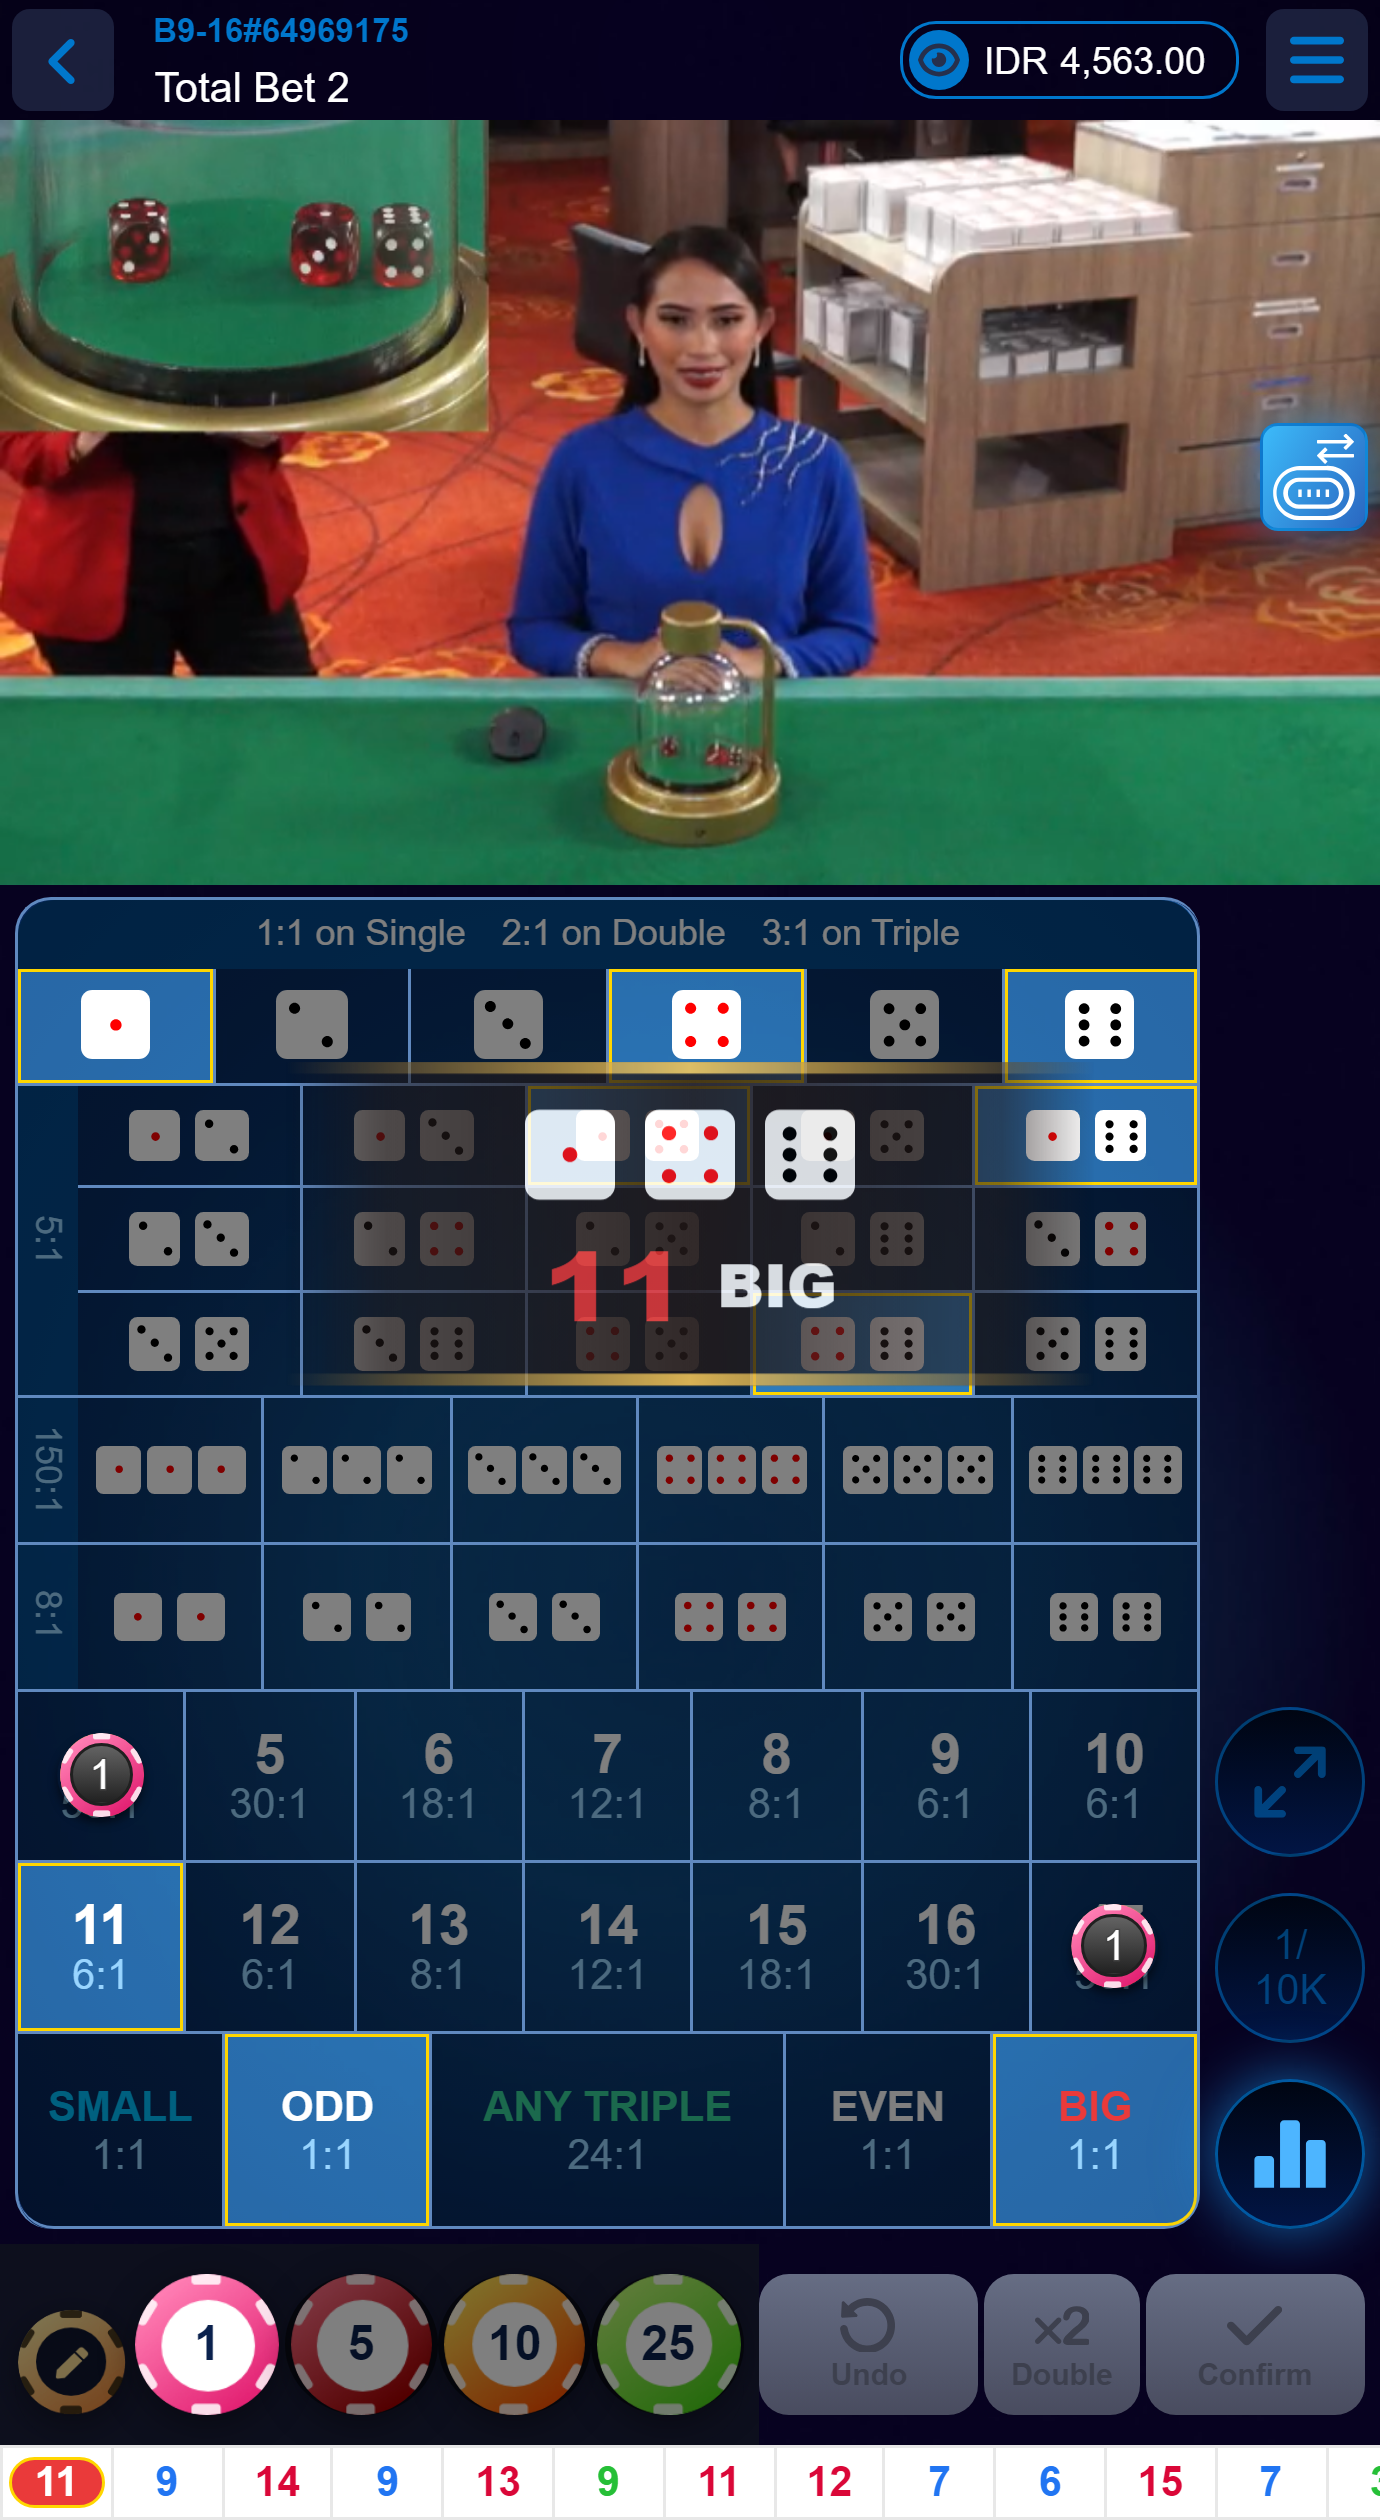 B9-16#64969175
Total Bet 2
IDR 4,563.00
1:1 on Single 2:1 on Double 3:1 on Triple
5:1
11 BIG
150:1
8:1
1
5 6 7 8 9 10
30:1 18:1 12:1 8:1 6:1 6:1
11 12 13 14 15 16
1
6:1 6:1 8:1 12:1 18:1 30:1
1/
10K
SMALL ODD ANY TRIPLE EVEN BIG
1:1 1:1 24:1 1:1 1:1
1 5 10 25
x2
Undo Double Confirm
11 9 14 9 13 9 11 12 7 6 15 7